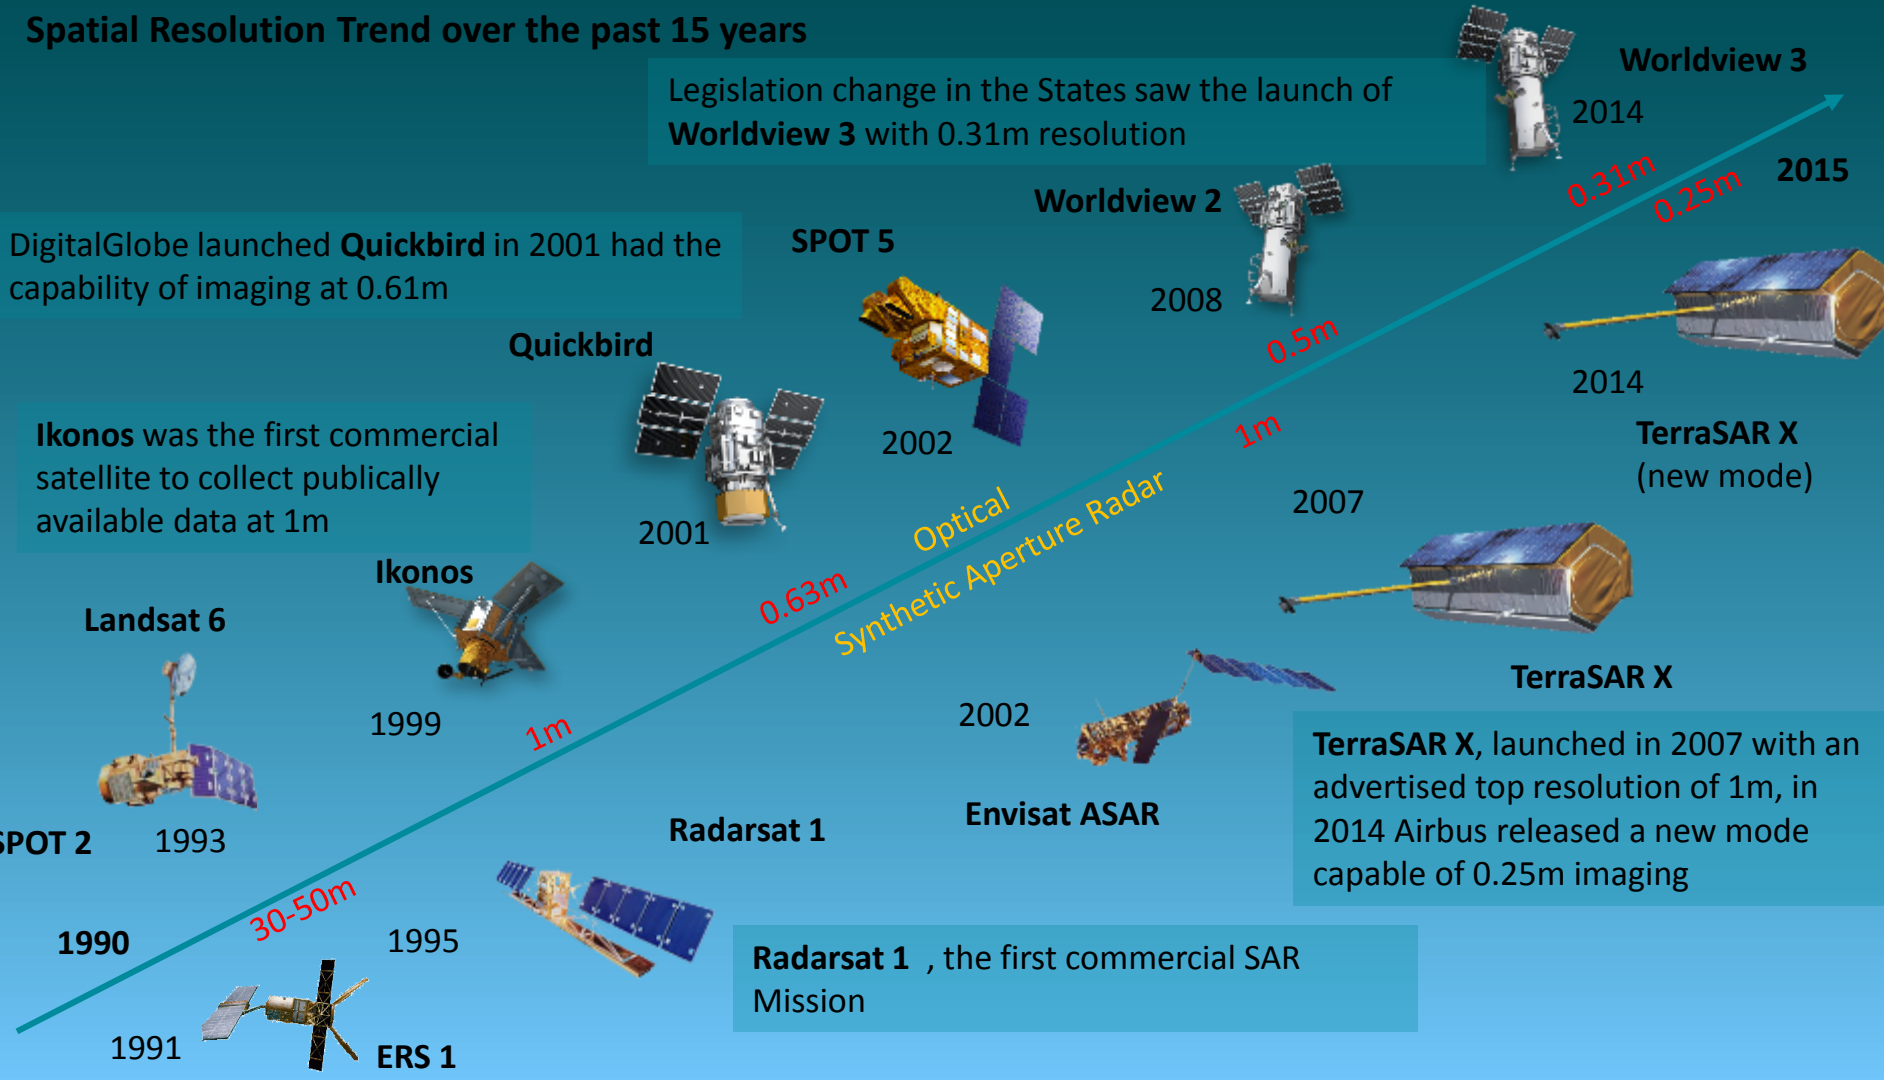 Spatial Resolution Trend over the past 15 years
Worldview 3
2014
Legislation change in the States saw the launch of
Worldview 3 with 0.31m resolution
0.31m
0.25m
2015
Worldview 2
2008
0.5m
DigitalGlobe launched Quickbird in 2001 had the
capability of imaging at 0.61m
SPOT 5
2002
Quickbird
2001
2014
TerraSAR X
(new mode)
1m
Ikonos was the first commercial
satellite to collect publically
available data at 1m
Optical
Synthetic Aperture Radar
2007
TerraSAR X
Ikonos
1999
0.63m
Landsat 6
1993
1m
2002
Envisat ASAR
TerraSAR X, launched in 2007 with an
advertised top resolution of 1m, in
2014 Airbus released a new mode
capable of 0.25m imaging
SPOT 2
1990
30-50m
1995
Radarsat 1
Radarsat 1 , the first commercial SAR
Mission
1991
ERS 1